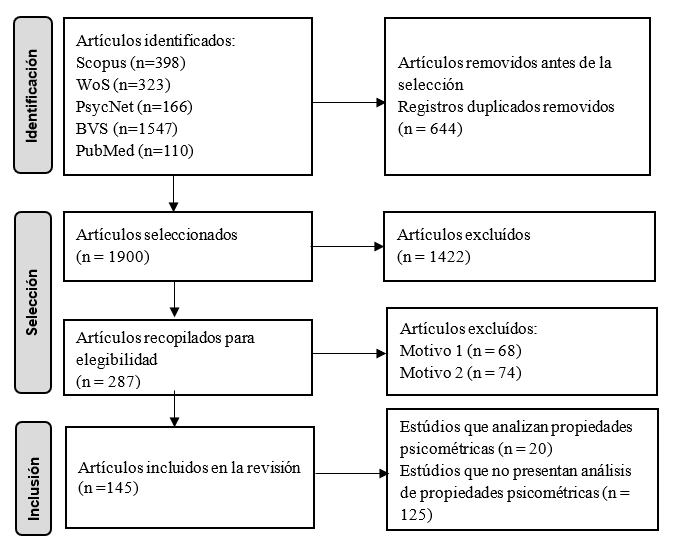 Identificación
Artículos identificados:
Scopus (n=398)
WoS (n=323)
PsycNet (n=166)
BVS (n=1547)
PubMed (n=110)
Artículos removidos antes de la
selección
Registros duplicados removidos
(n = 644)
Selección
Artículos seleccionados
(n = 1900)
Artículos excluídos
(n = 1422)
Artículos recopilados para
elegibilidad
(n = 287)
Artículos excluídos:
Motivo 1 (n = 68)
Motivo 2 (n = 74)
Inclusión
Artículos incluidos en la revisión
(n =145)
Estúdios que analizan propiedades
psicométricas (n = 20)
Estúdios que no presentan análisis
de propiedades psicométricas (n =
125)